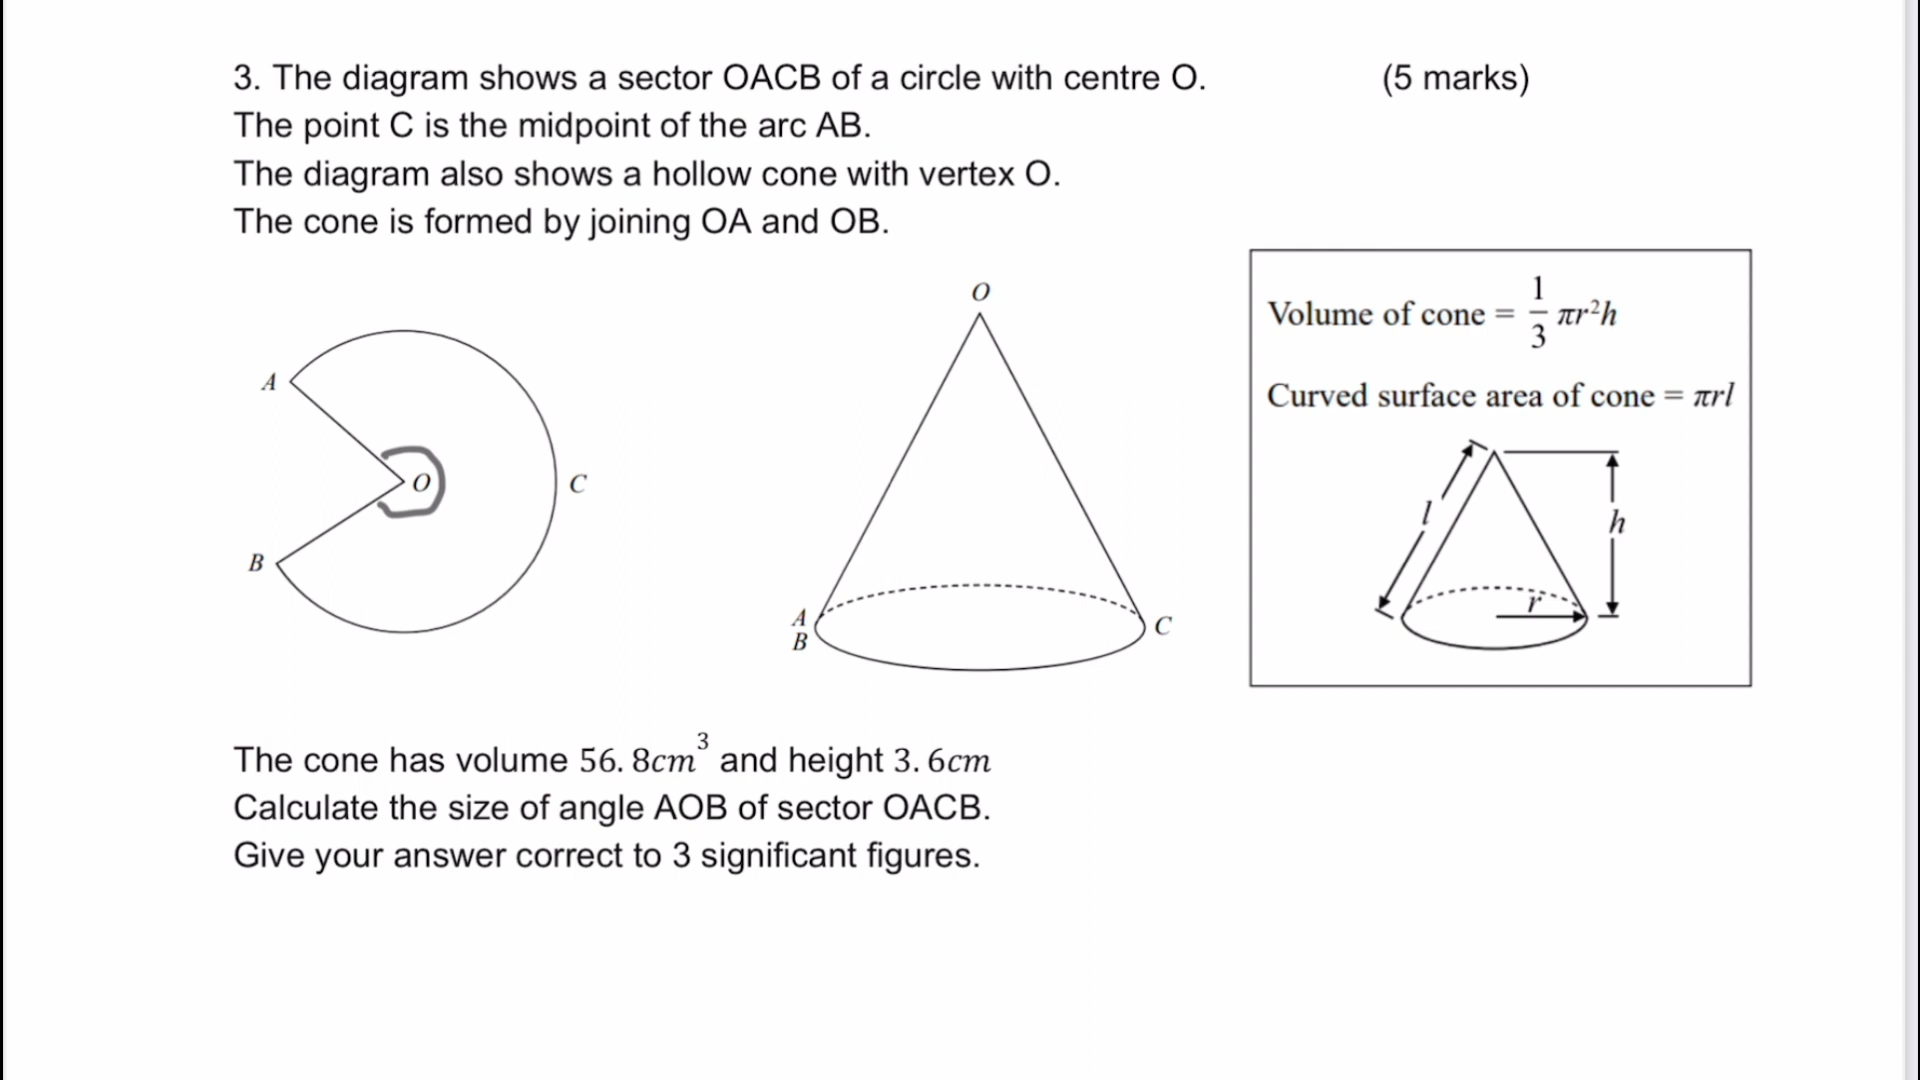 3. The diagram shows a sector OACB of a circle with centre O. (5 marks)
The point C is the midpoint of the arc AB.
The diagram also shows a hollow cone with vertex O.
The cone is formed by joining OA and OB.
A
O
C
B
O
A
B
C
Volume of cone = 1/3 πr²h
Curved surface area of cone = πrl
l
h
r
The cone has volume 56. 8cm³ and height 3. 6cm
Calculate the size of angle AOB of sector OACB.
Give your answer correct to 3 significant figures.